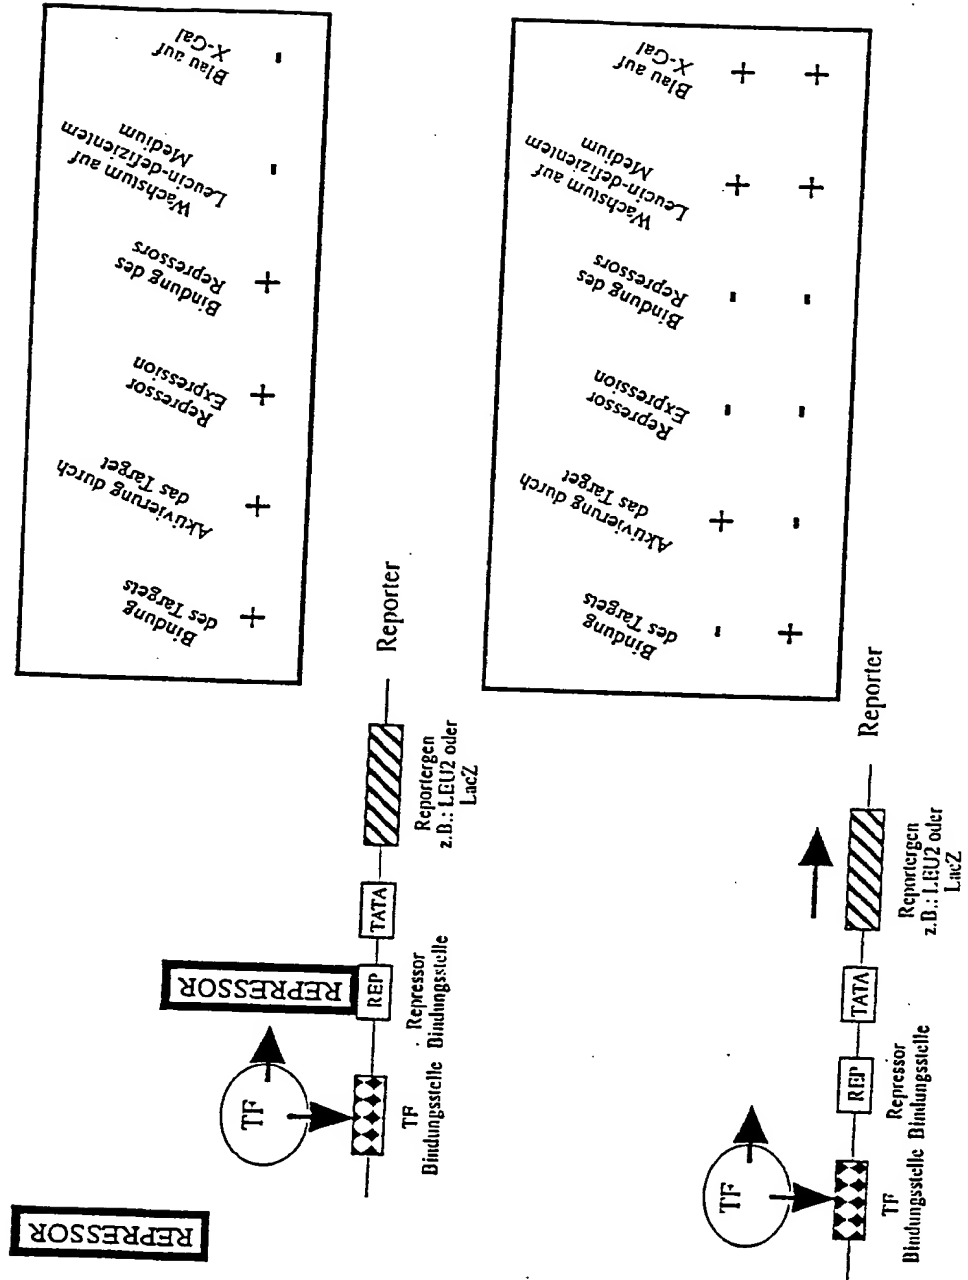 Bindung
des Targets
Aktivierung durch
das Target
Repressor
Expression
Bindung des
Repressors
Wachstum auf
Leucin-defizientem
Medium
Blau auf
X-Gal
+ + + + - -
REPRESSOR
REPRESSOR
TF
REP
TATA
Reporter
TF
Bindungsstelle
Repressor
Bindungsstelle
Reportergen
z.B.: LEU2 oder
LacZ
Bindung
des Targets
Aktivierung durch
das Target
Repressor
Expression
Bindung des
Repressors
Wachstum auf
Leucin-defizientem
Medium
Blau auf
X-Gal
- + - - + +
+ - - - + +
TF
REP
TATA
Reporter
TF
Bindungsstelle
Repressor
Bindungsstelle
Reportergen
z.B.: LEU2 oder
LacZ